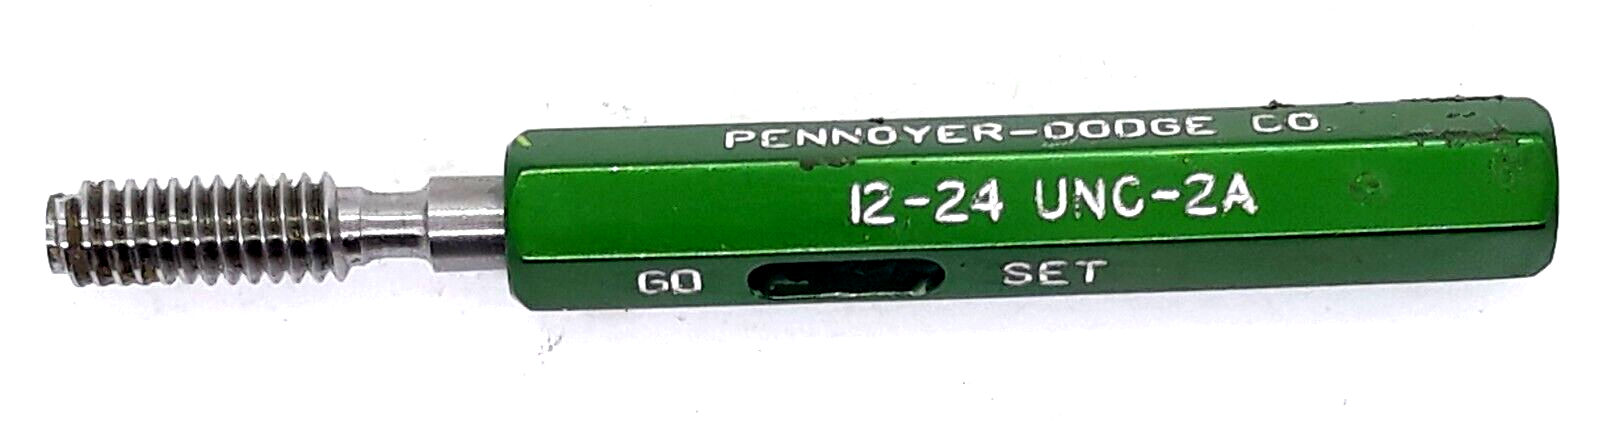 PENNOYER-DODGE CO.
12-24 UNC-2A
GO SET